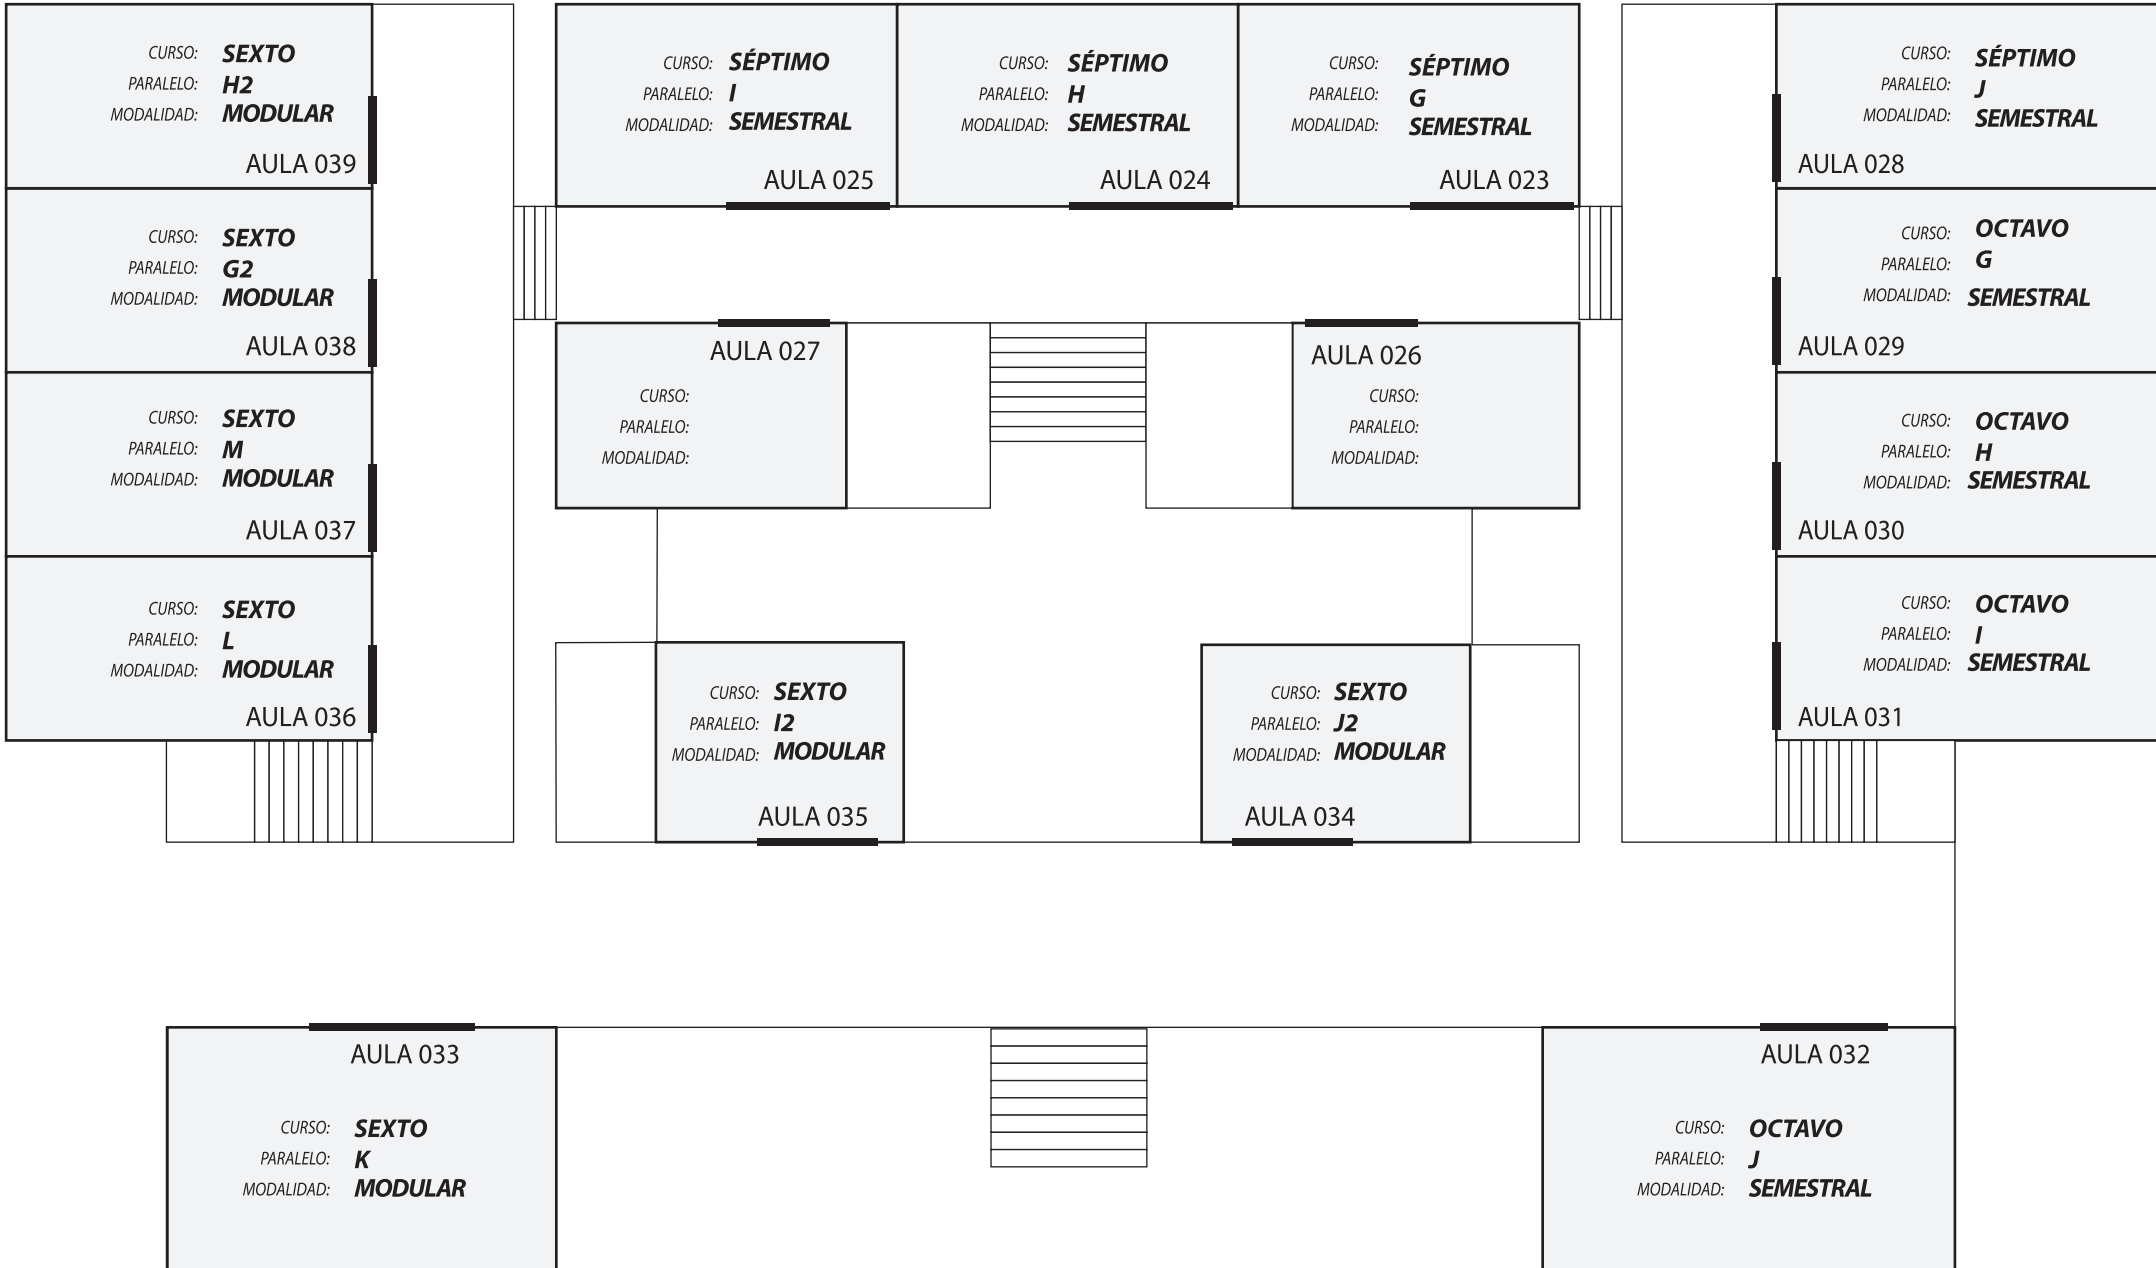 CURSO: SEXTO
PARALELO: H2
MODALIDAD: MODULAR
AULA 039
CURSO: SEXTO
PARALELO: G2
MODALIDAD: MODULAR
AULA 038
CURSO: SEXTO
PARALELO: M
MODALIDAD: MODULAR
AULA 037
CURSO: SEXTO
PARALELO: L
MODALIDAD: MODULAR
AULA 036
CURSO: SÉPTIMO
PARALELO: I
MODALIDAD: SEMESTRAL
AULA 025
CURSO: SÉPTIMO
PARALELO: H
MODALIDAD: SEMESTRAL
AULA 024
CURSO: SÉPTIMO
PARALELO: G
MODALIDAD: SEMESTRAL
AULA 023
AULA 027
CURSO:
PARALELO:
MODALIDAD:
AULA 026
CURSO:
PARALELO:
MODALIDAD:
CURSO: SEXTO
PARALELO: I2
MODALIDAD: MODULAR
AULA 035
CURSO: SEXTO
PARALELO: J2
MODALIDAD: MODULAR
AULA 034
CURSO: SÉPTIMO
PARALELO: J
MODALIDAD: SEMESTRAL
AULA 028
CURSO: OCTAVO
PARALELO: G
MODALIDAD: SEMESTRAL
AULA 029
CURSO: OCTAVO
PARALELO: H
MODALIDAD: SEMESTRAL
AULA 030
CURSO: OCTAVO
PARALELO: I
MODALIDAD: SEMESTRAL
AULA 031
AULA 033
CURSO: SEXTO
PARALELO: K
MODALIDAD: MODULAR
AULA 032
CURSO: OCTAVO
PARALELO: J
MODALIDAD: SEMESTRAL